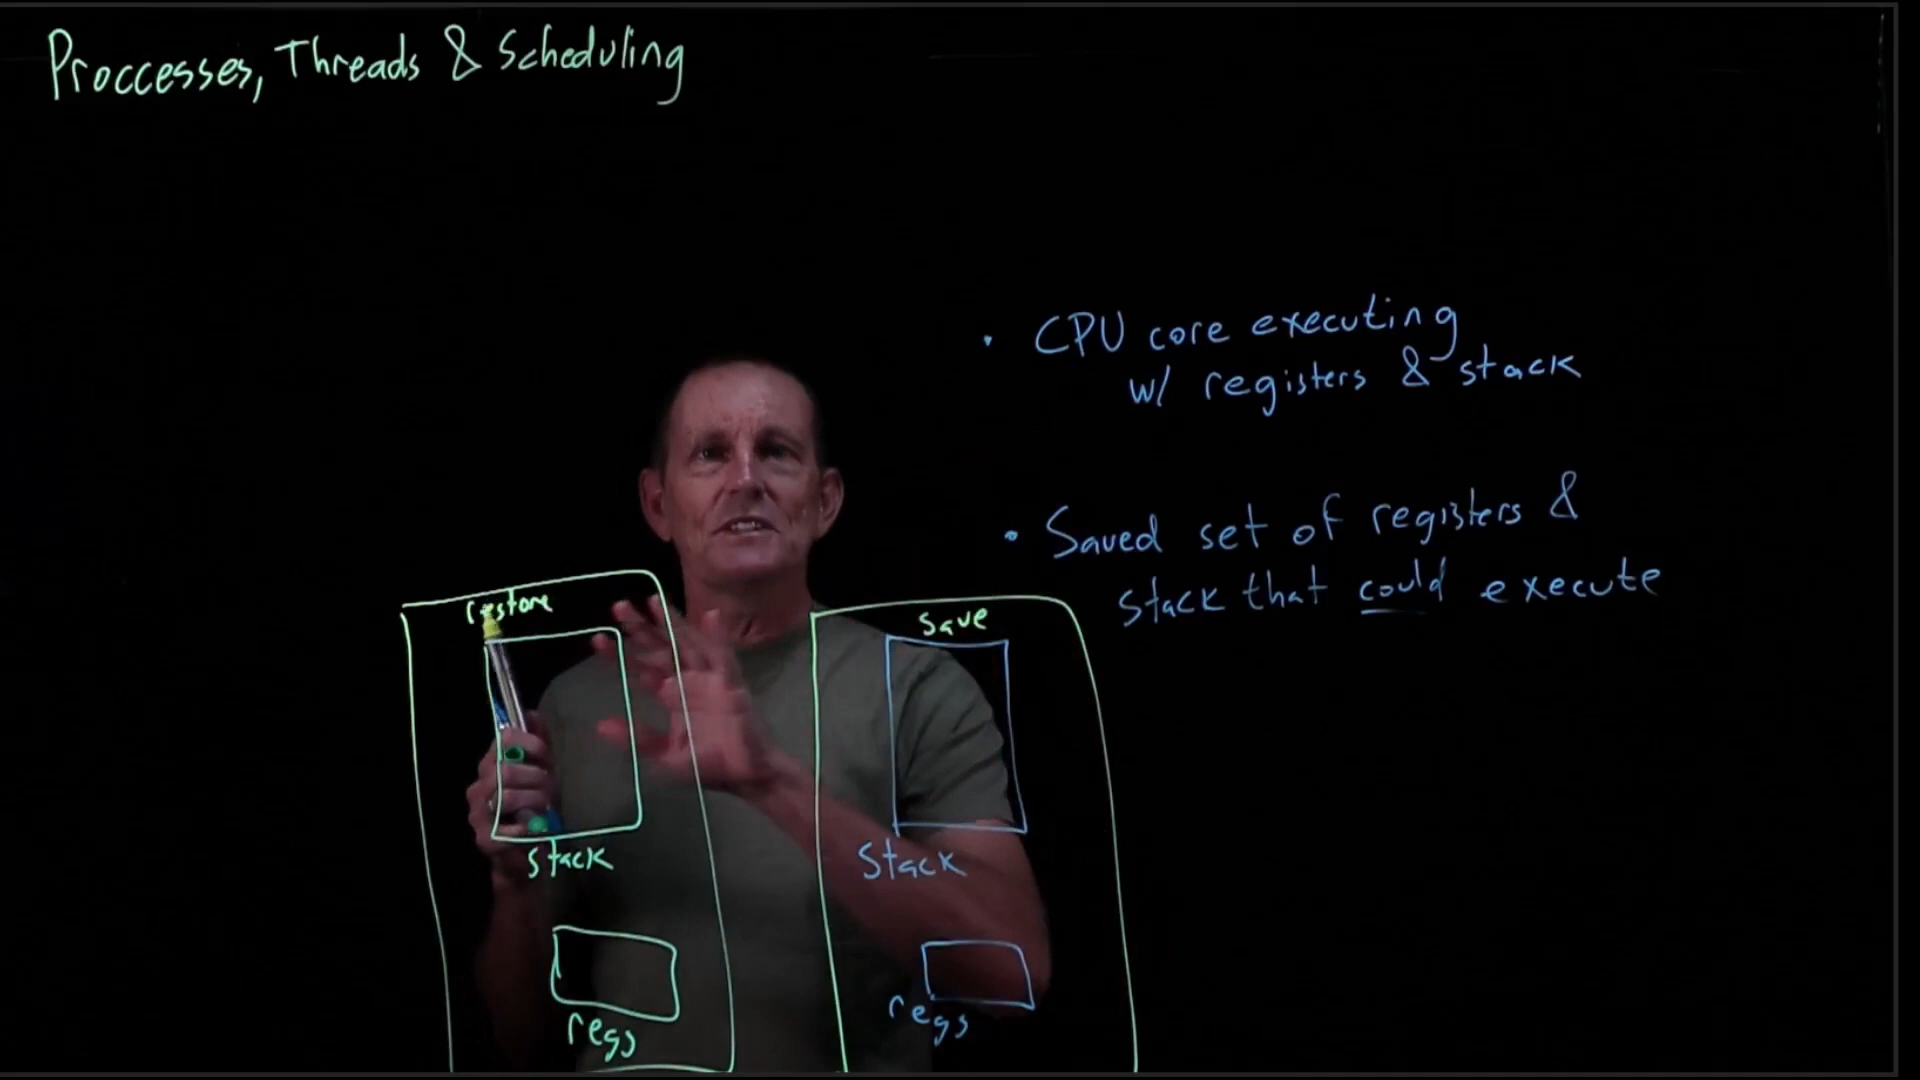 Proccesses, Threads & Scheduling
• CPU core executing
w/ registers & stack
• Saved set of registers &
stack that could execute
restore
stack
regs
save
stack
regs